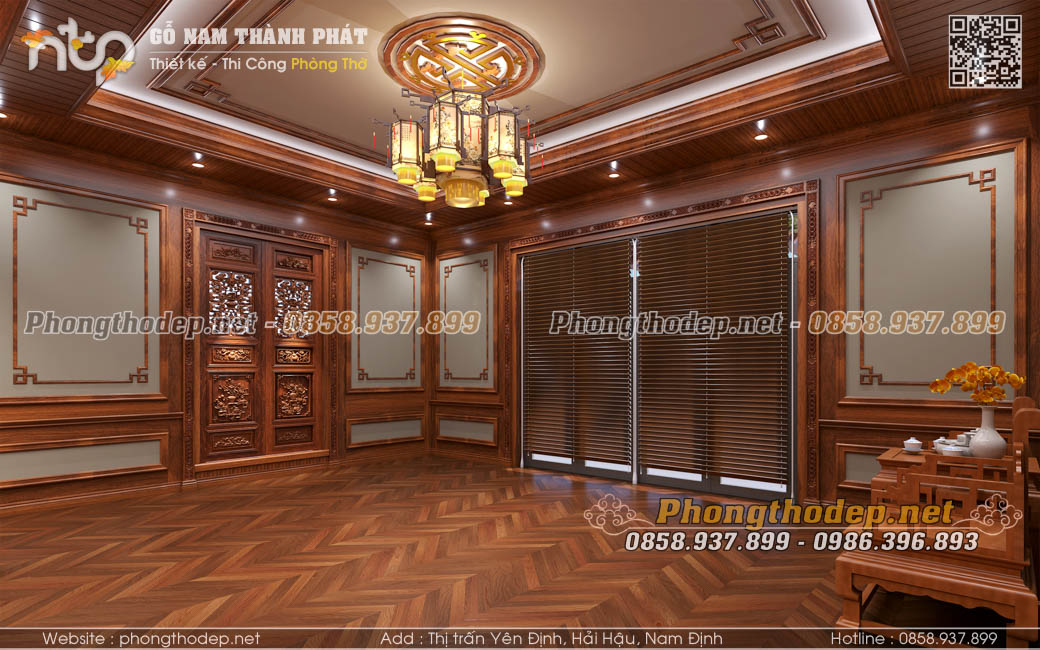 ntp GỖ NAM THÀNH PHÁT
Thiết kế - Thi Công Phòng Thờ
Phongthodep.net - 0858.937.899
Phongthodep.net - 0858.937.899
Phongthodep.net
0858.937.899 - 0986.396.893
Website : phongthodep.net Add : Thị trấn Yên Định, Hải Hậu, Nam Định Hotline : 0858.937.899